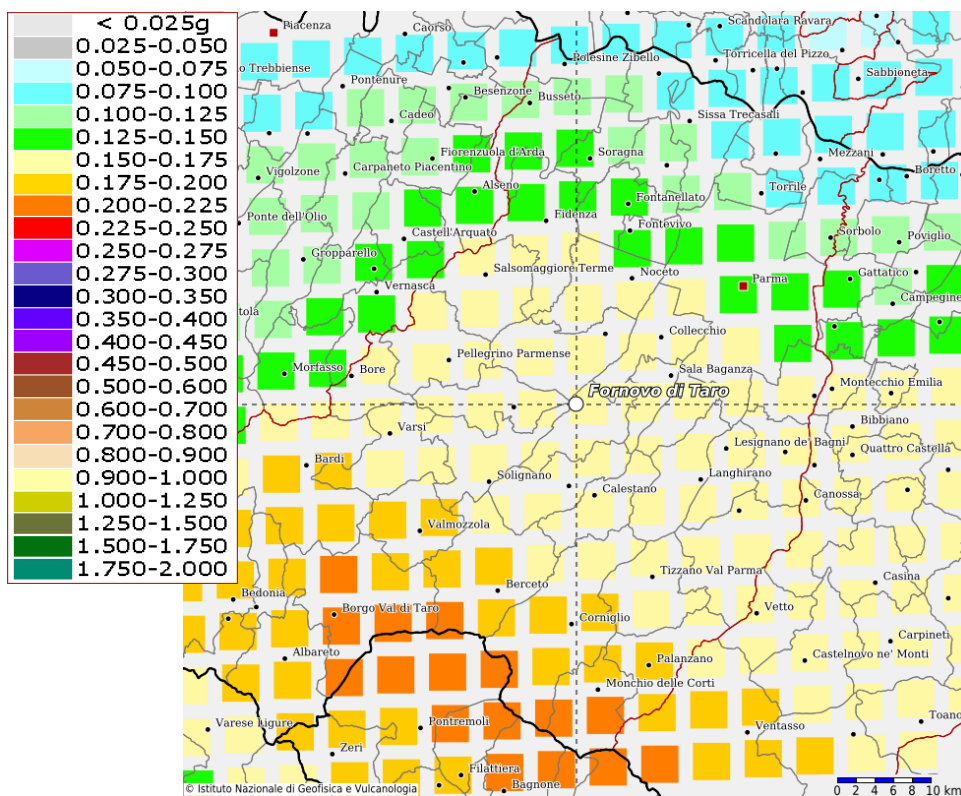 < 0.025g
0.025-0.050
0.050-0.075
0.075-0.100
0.100-0.125
0.125-0.150
0.150-0.175
0.175-0.200
0.200-0.225
0.225-0.250
0.250-0.275
0.275-0.300
0.300-0.350
0.350-0.400
0.400-0.450
0.450-0.500
0.500-0.600
0.600-0.700
0.700-0.800
0.800-0.900
0.900-1.000
1.000-1.250
1.250-1.500
1.500-1.750
1.750-2.000
Piacenza
Caorso
Scandolara Ravara
Polesine Zibello
Torricella del Pizzo
o Trebbiense
Pontenure
Sabbioneta
Besenzone
Busseto
Cadeo
Sissa Trecasali
Fiorenzuola d'Arda
Soragna
Mezzani
Vigolzone
Carpaneto Piacentino
Boretto
Alseno
Fontanellato
Torrile
Ponte dell'Olio
Fidenza
Castell'Arquato
Fontevivo
Sorbolo
Poviglio
Gropparello
Salsomaggiore Terme
Noceto
Parma
Gattatico
Vernasca
Campegine
tola
Collecchio
Pellegrino Parmense
Morfasso
Bore
Sala Baganza
Fornovo di Taro
Montecchio Emilia
Varsi
Bibbiano
Lesignano de' Bagni
Quattro Castella
Bardi
Solignano
Langhirano
Calestano
Canossa
Valmozzola
Tizzano Val Parma
Casina
Berceto
Bedonia
Borgo Val di Taro
Corniglio
Vetto
Carpineti
Albareto
Palanzano
Castelnovo ne' Monti
Monchio delle Corti
Varese Ligure
Pontremoli
Ventasso
Toano
Zeri
Filattiera
Bagnone
© Istituto Nazionale di Geofisica e Vulcanologia
0 2 4 6 8 10 km